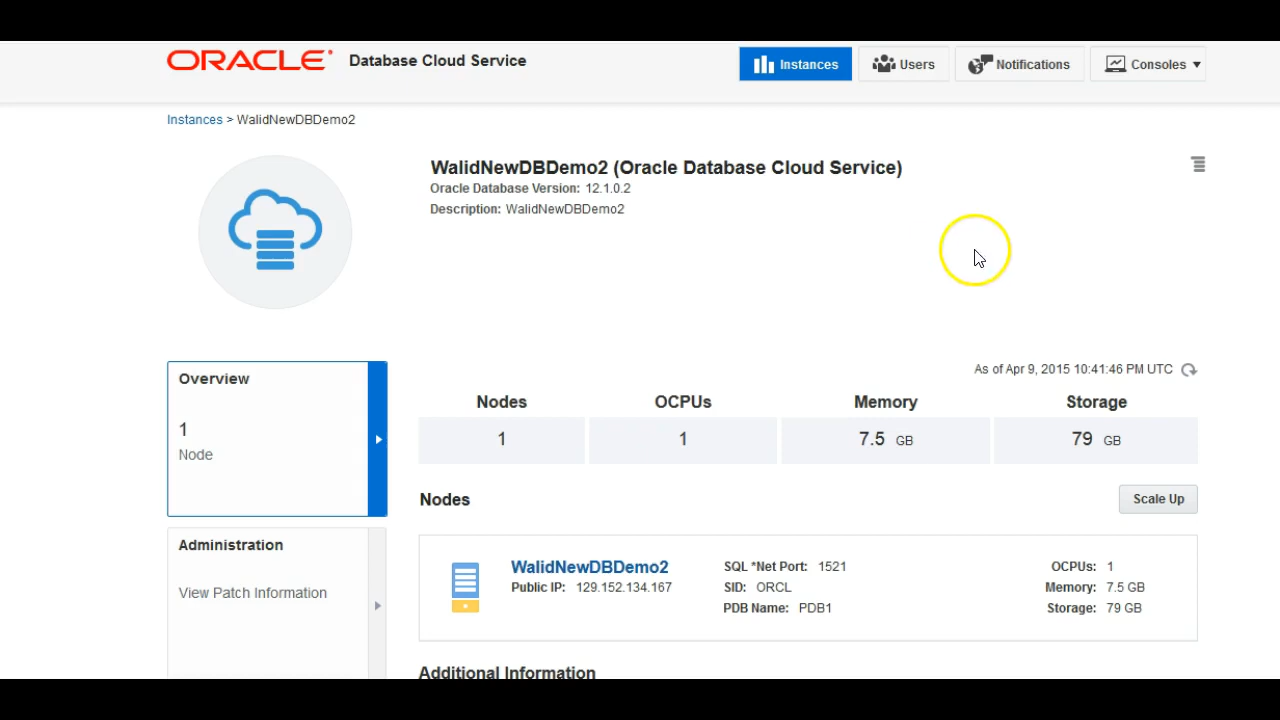 ORACLE Database Cloud Service
Instances Users Notifications Consoles
Instances > WalidNewDBDemo2
WalidNewDBDemo2 (Oracle Database Cloud Service)
Oracle Database Version: 12.1.0.2
Description: WalidNewDBDemo2
Overview
1
Node
Administration
View Patch Information
As of Apr 9, 2015 10:41:46 PM UTC
Nodes OCPUs Memory Storage
1 1 7.5 GB 79 GB
Nodes Scale Up
WalidNewDBDemo2 SQL *Net Port: 1521 OCPUs: 1
Public IP: 129.152.134.167 SID: ORCL Memory: 7.5 GB
PDB Name: PDB1 Storage: 79 GB
Additional Information